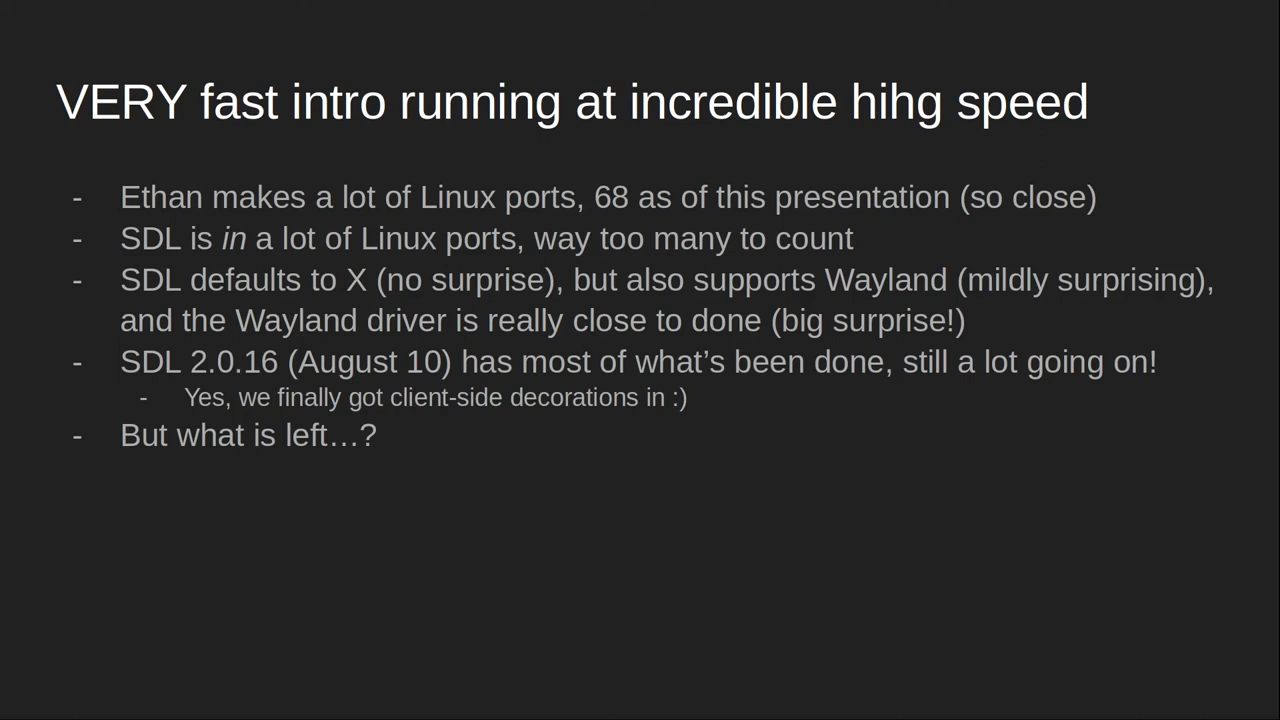 VERY fast intro running at incredible hihg speed
- Ethan makes a lot of Linux ports, 68 as of this presentation (so close)
- SDL is in a lot of Linux ports, way too many to count
- SDL defaults to X (no surprise), but also supports Wayland (mildly surprising),
and the Wayland driver is really close to done (big surprise!)
- SDL 2.0.16 (August 10) has most of what’s been done, still a lot going on!
- Yes, we finally got client-side decorations in :)
- But what is left…?